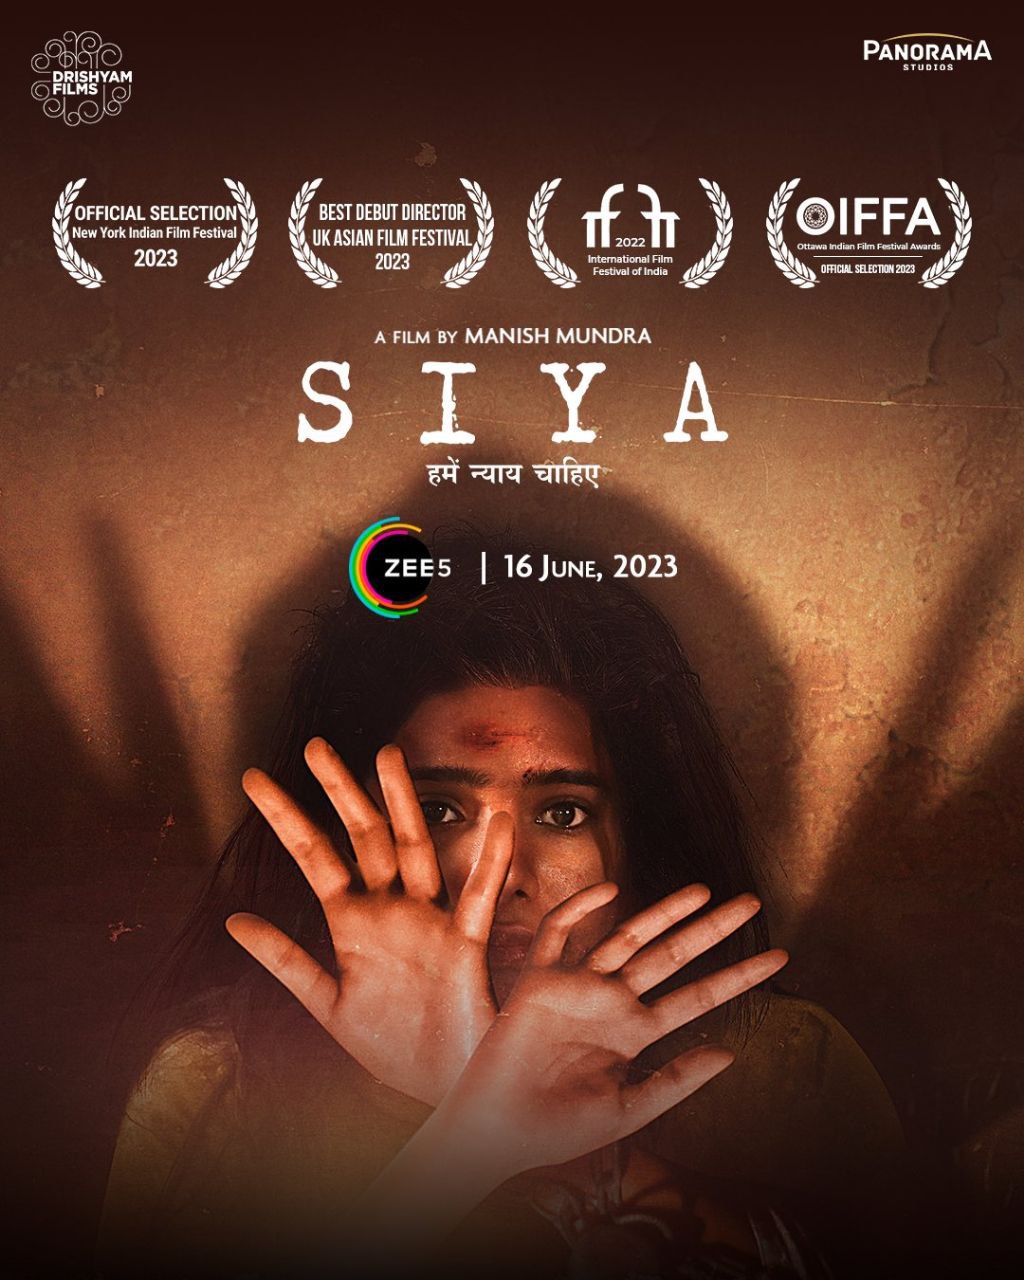 DRISHYAM
FILMS
PANORAMA
STUDIOS
OFFICIAL SELECTION
New York Indian Film Festival
2023
BEST DEBUT DIRECTOR
UK ASIAN FILM FESTIVAL
2023
2022
International Film
Festival of India
OIFFA
Ottawa Indian Film Festival Awards
OFFICIAL SELECTION 2023
A FILM BY MANISH MUNDRA
SIYA
हमें न्याय चाहिए
ZEE5 | 16 JUNE, 2023